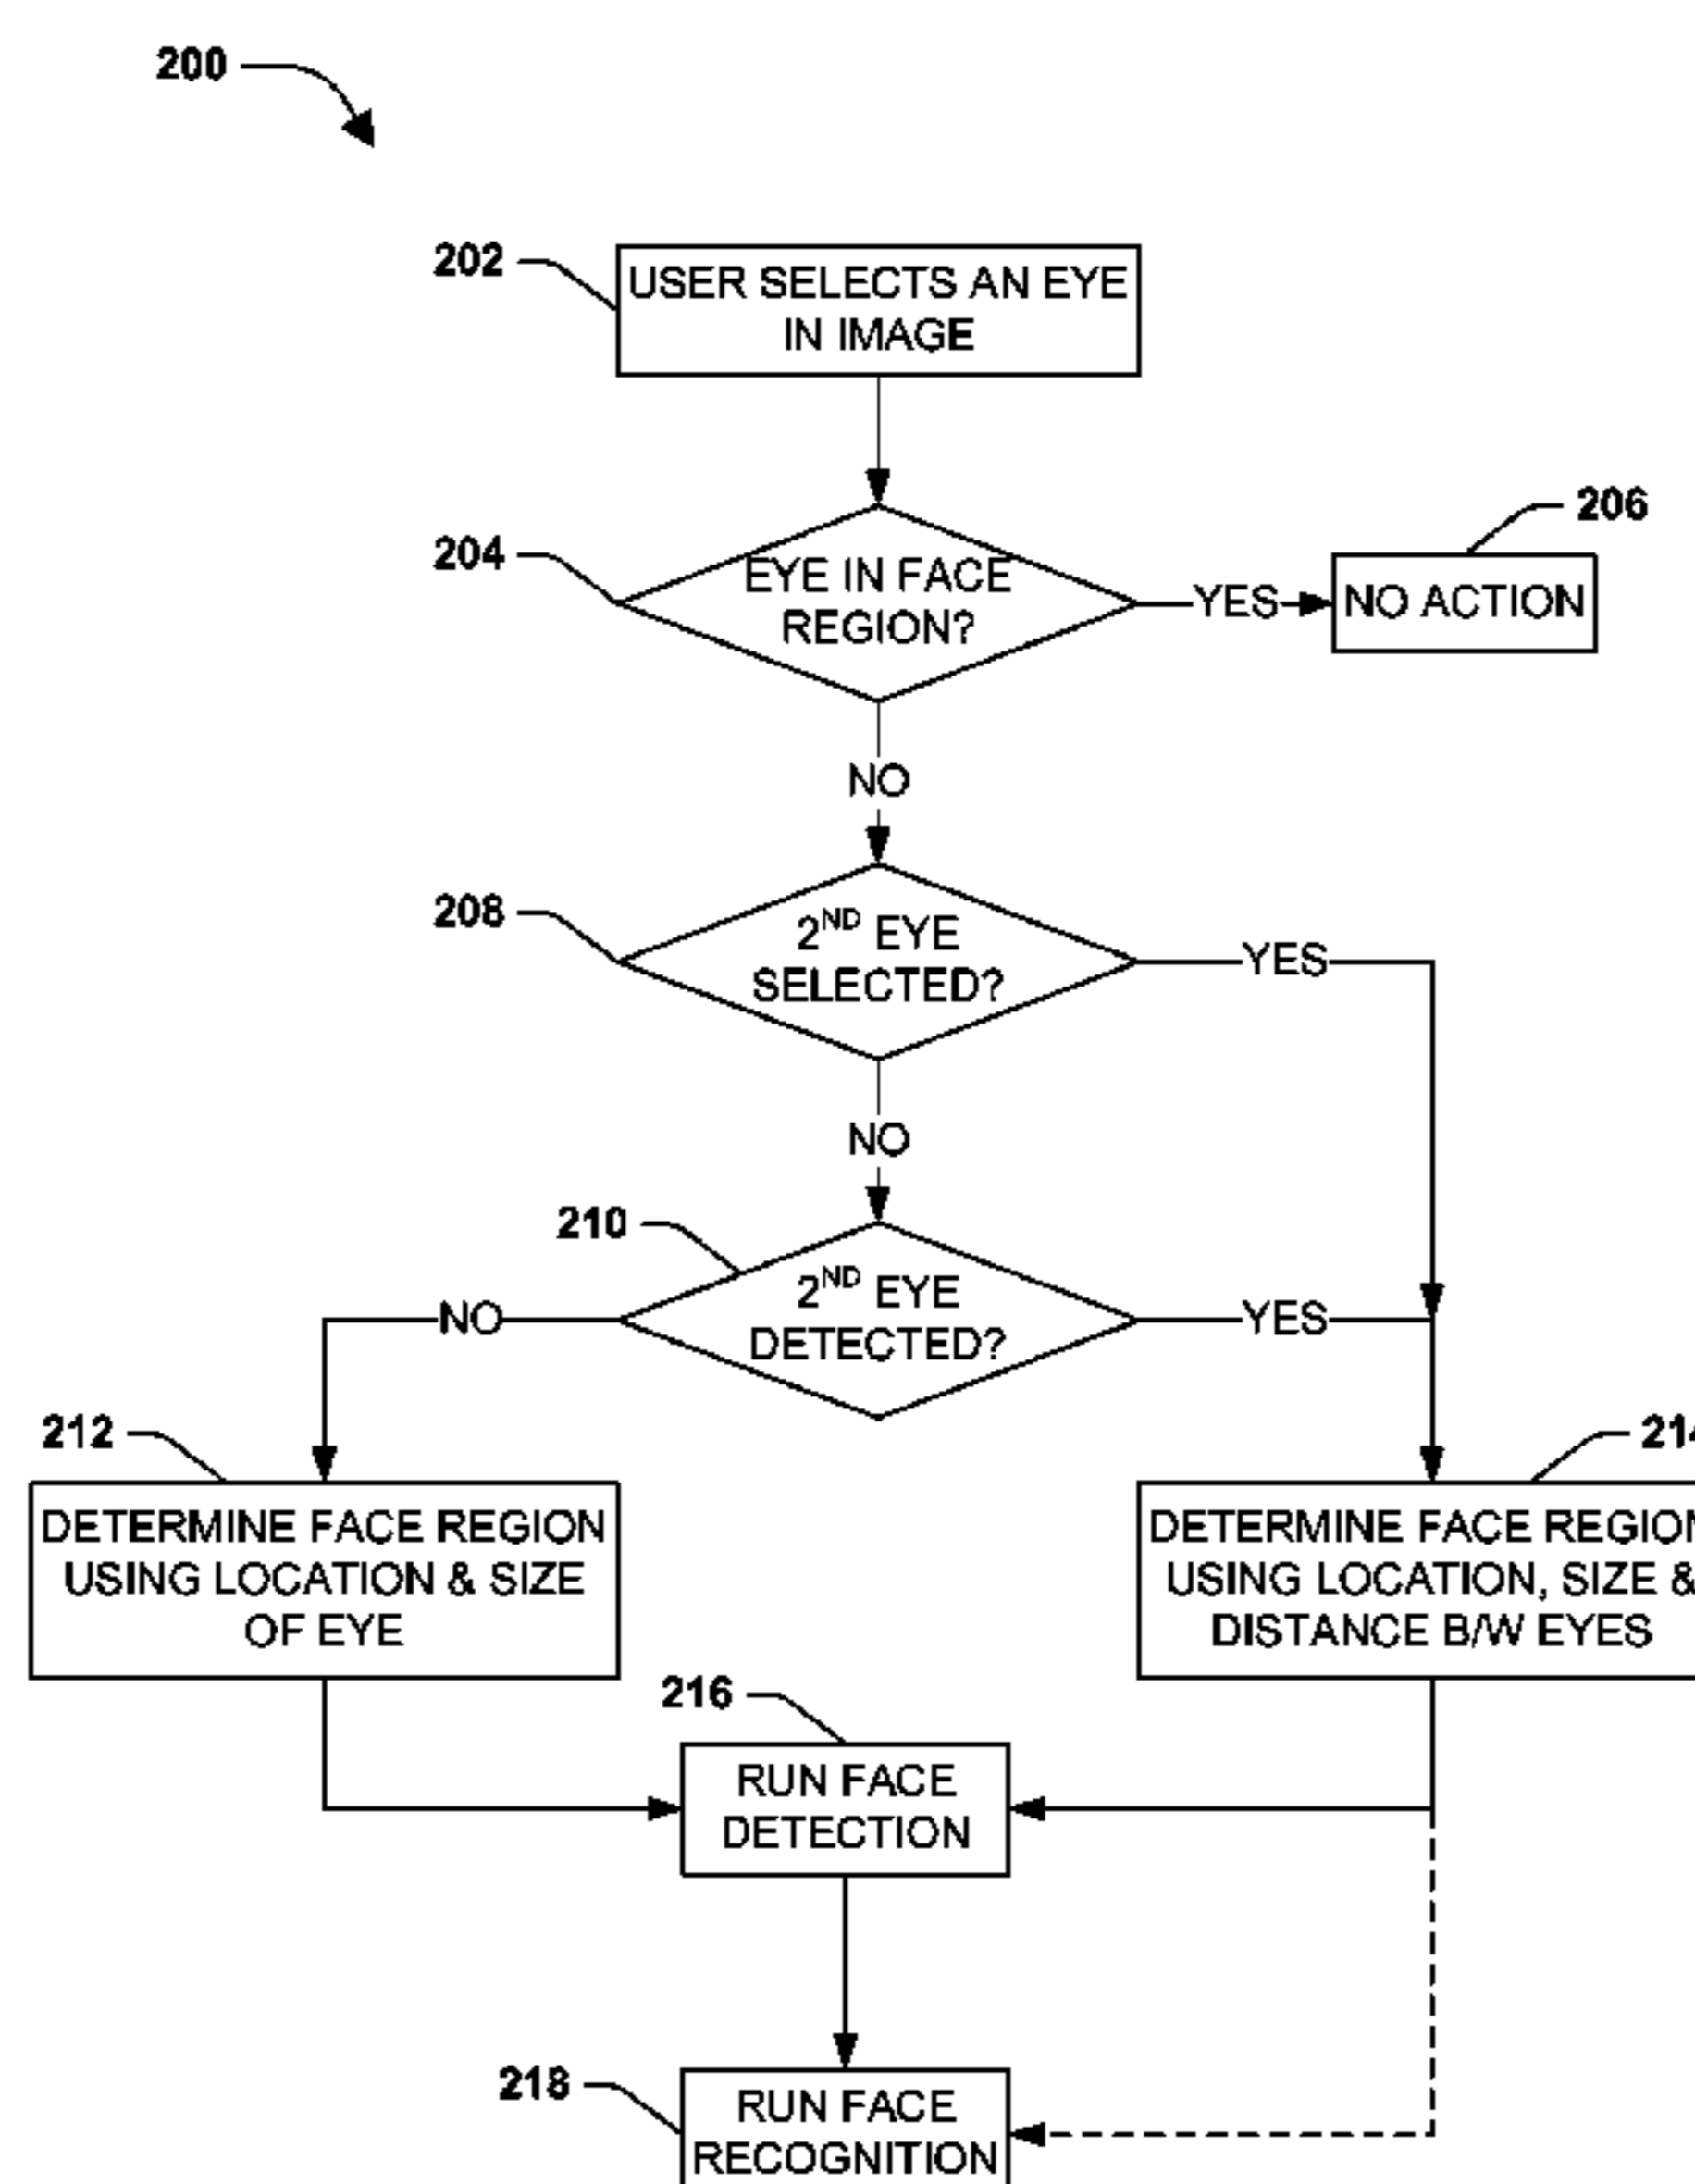 200
202
USER SELECTS AN EYE
IN IMAGE
204
EYE IN FACE
REGION?
YES
206
NO ACTION
NO
208
2ND EYE
SELECTED?
YES
NO
210
2ND EYE
DETECTED?
NO
YES
212
DETERMINE FACE REGION
USING LOCATION & SIZE
OF EYE
214
DETERMINE FACE REGION
USING LOCATION, SIZE &
DISTANCE B/W EYES
216
RUN FACE
DETECTION
218
RUN FACE
RECOGNITION